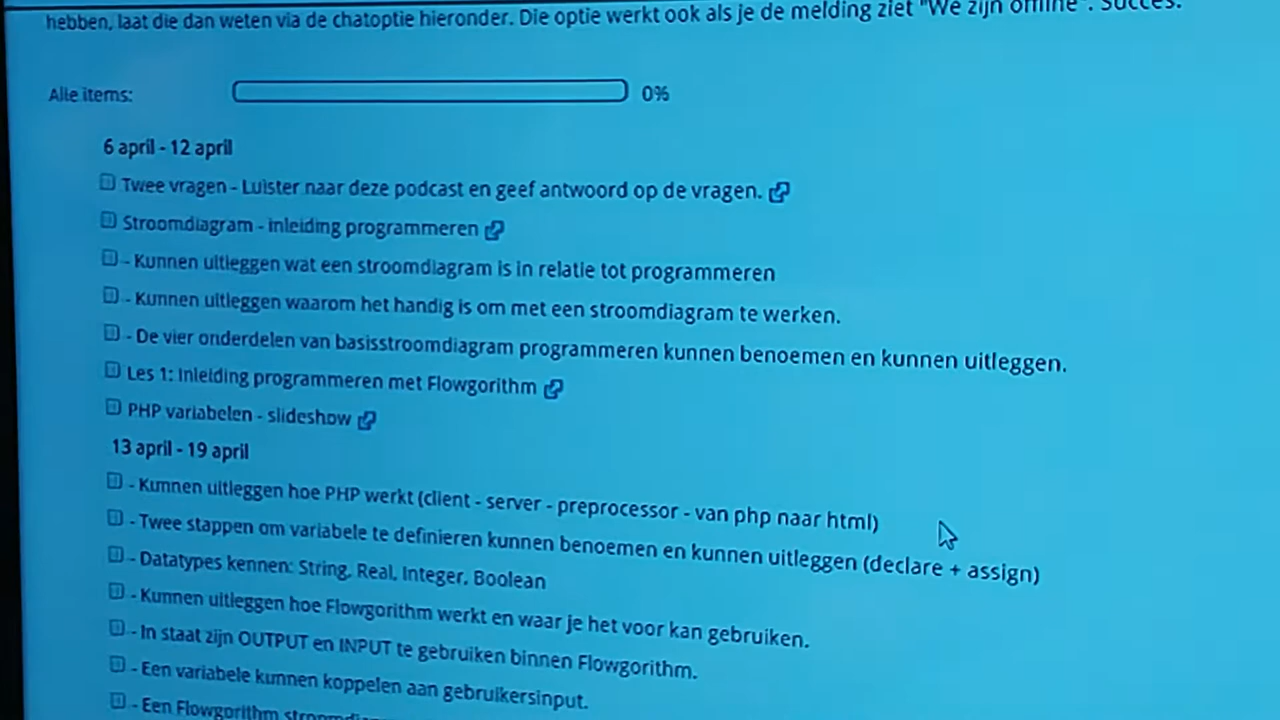 hebben, laat die dan weten via de chatoptie hieronder. Die optie werkt ook als je de melding ziet "We zijn offline". Succes.
Alle items: 0%
6 april - 12 april
Twee vragen - Luister naar deze podcast en geef antwoord op de vragen.
Stroomdiagram - inleiding programmeren
- Kunnen uitleggen wat een stroomdiagram is in relatie tot programmeren
- Kunnen uitleggen waarom het handig is om met een stroomdiagram te werken.
- De vier onderdelen van basisstroomdiagram programmeren kunnen benoemen en kunnen uitleggen.
Les 1: Inleiding programmeren met Flowgorithm
PHP variabelen - slideshow
13 april - 19 april
- Kunnen uitleggen hoe PHP werkt (client - server - preprocessor - van php naar html)
- Twee stappen om variabele te definieren kunnen benoemen en kunnen uitleggen (declare + assign)
- Datatypes kennen: String, Real, Integer, Boolean
- Kunnen uitleggen hoe Flowgorithm werkt en waar je het voor kan gebruiken.
- In staat zijn OUTPUT en INPUT te gebruiken binnen Flowgorithm.
- Een variabele kunnen koppelen aan gebruikersinput.
- Een Flowgorithm